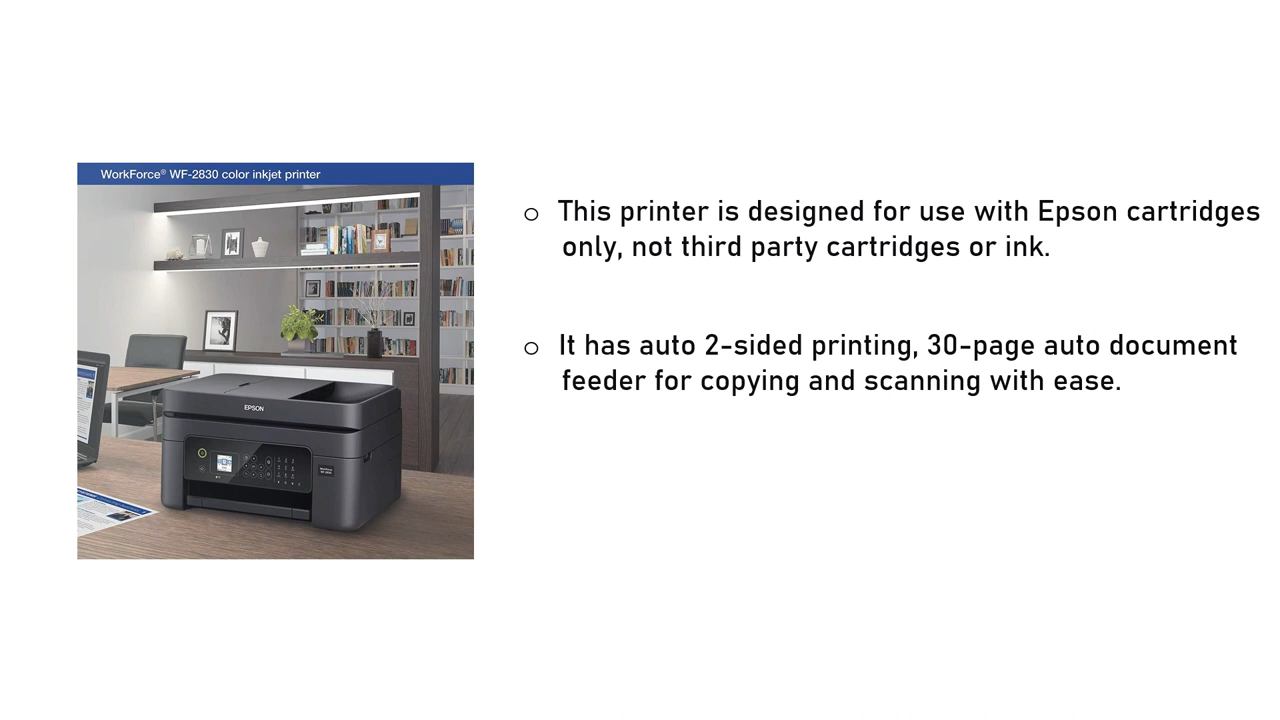 WorkForce® WF-2830 color inkjet printer
○ This printer is designed for use with Epson cartridges
only, not third party cartridges or ink.
○ It has auto 2-sided printing, 30-page auto document
feeder for copying and scanning with ease.
EPSON